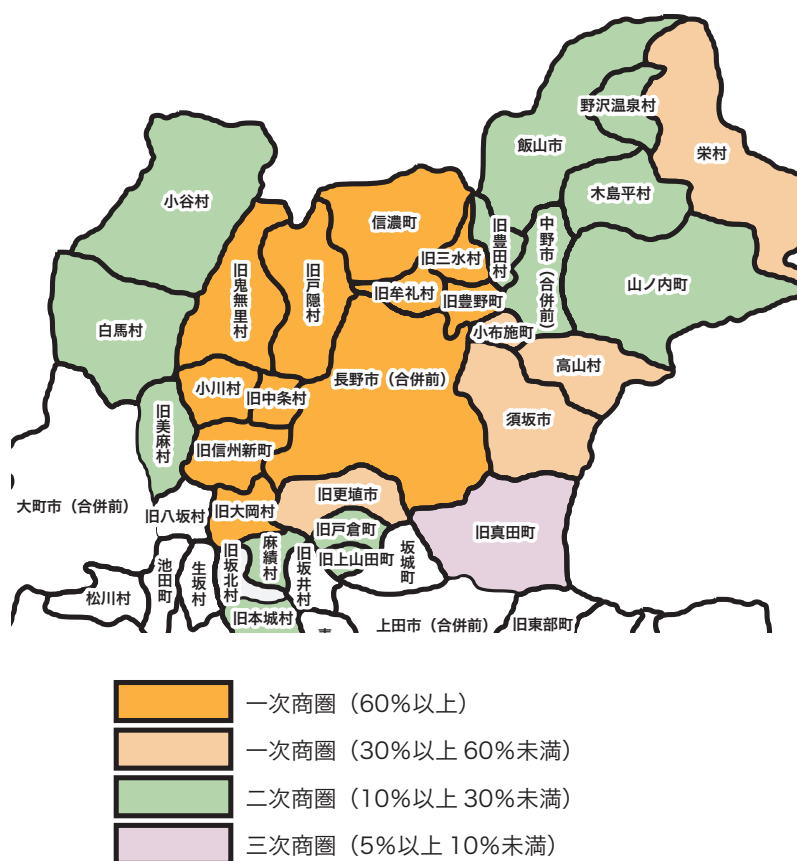 野沢温泉村
飯山市
栄村
小谷村
木島平村
信濃町
旧豊田村
中野市（合併前）
旧三水村
旧鬼無里村
旧戸隠村
山ノ内町
旧牟礼村
旧豊野町
白馬村
小布施町
高山村
長野市（合併前）
小川村
旧中条村
旧美麻村
須坂市
旧信州新町
旧更埴市
大町市（合併前）
旧八坂村
旧大岡村
旧戸倉町
旧真田町
麻績村
旧坂北村
旧坂井村
旧上山田町
坂城町
池田町
生坂村
松川村
旧本城村
上田市（合併前）
旧東部町
一次商圏（60%以上）
一次商圏（30%以上 60%未満）
二次商圏（10%以上 30%未満）
三次商圏（5%以上 10%未満）